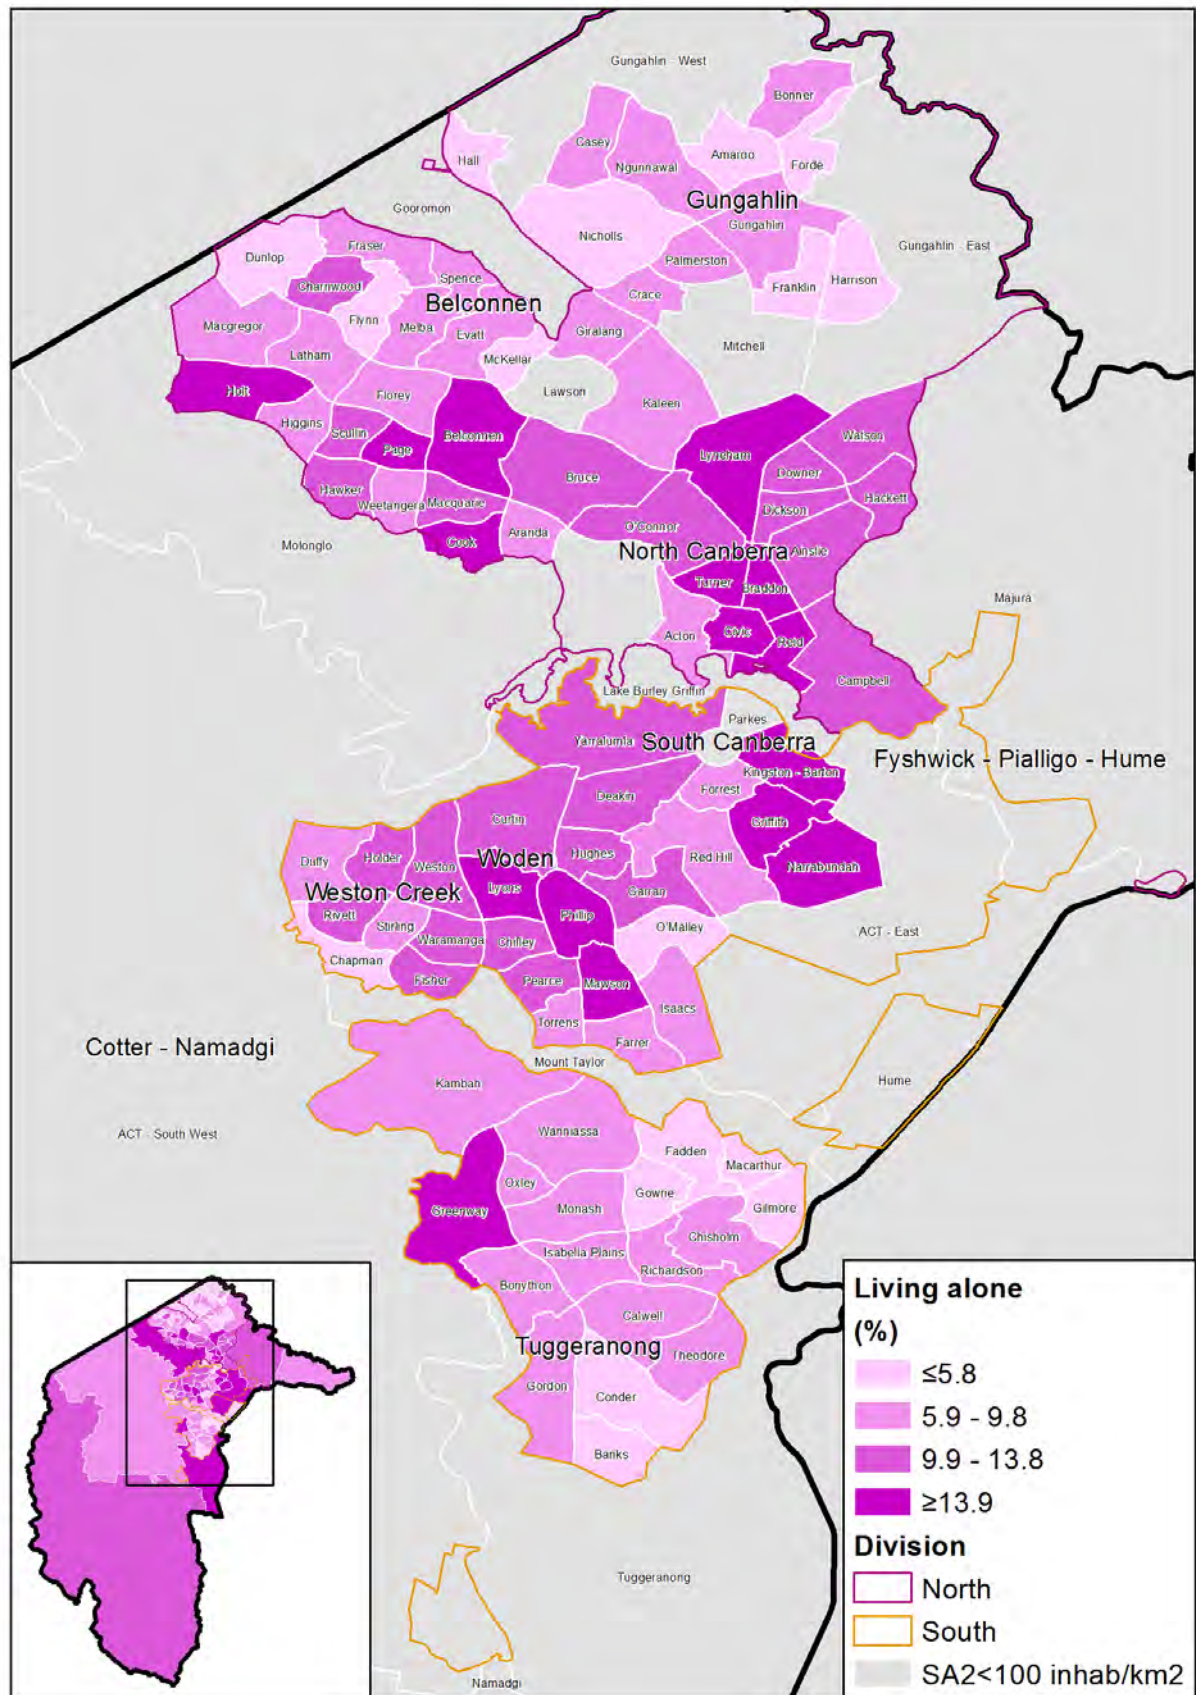 Gungahlin - West
Bonner
Casey
Ngunnawal
Amaroo
Forde
Hall
Gooromon
Gungahlin
Gungahlin
Nicholls
Gungahlin - East
Palmerston
Franklin
Harrison
Crace
Mitchell
Dunlop
Fraser
Charnwood
Spence
Belconnen
Macgregor
Flynn
Melba
Evatt
Giralang
Latham
McKellar
Lawson
Kaleen
Holt
Florey
Higgins
Scullin
Page
Belconnen
Lyneham
Watson
Downer
Bruce
Hawker
Weetangera
Macquarie
Dickson
Hackett
O'Connor
Aranda
Cook
Molonglo
North Canberra
Ainslie
Turner
Braddon
Majura
Acton
Civic
Reid
Campbell
Lake Burley Griffin
Parkes
Yarralumla
South Canberra
Fyshwick - Pialligo - Hume
Kingston - Barton
Deakin
Forrest
Griffith
Curtin
Duffy
Holder
Weston
Woden
Hughes
Red Hill
Narrabundah
Weston Creek
Lyons
Garran
Rivett
Stirling
Phillip
O'Malley
ACT - East
Waramanga
Chifley
Chapman
Fisher
Pearce
Mawson
Isaacs
Torrens
Farrer
Cotter - Namadgi
Mount Taylor
Kambah
Hume
ACT - South West
Wanniassa
Fadden
Macarthur
Oxley
Gowrie
Gilmore
Greenway
Monash
Chisholm
Isabella Plains
Richardson
Bonython
Calwell
Tuggeranong
Theodore
Gordon
Conder
Banks
Tuggeranong
Namadgi
Living alone
(%)
≤5.8
5.9 - 9.8
9.9 - 13.8
≥13.9
Division
North
South
SA2<100 inhab/km2